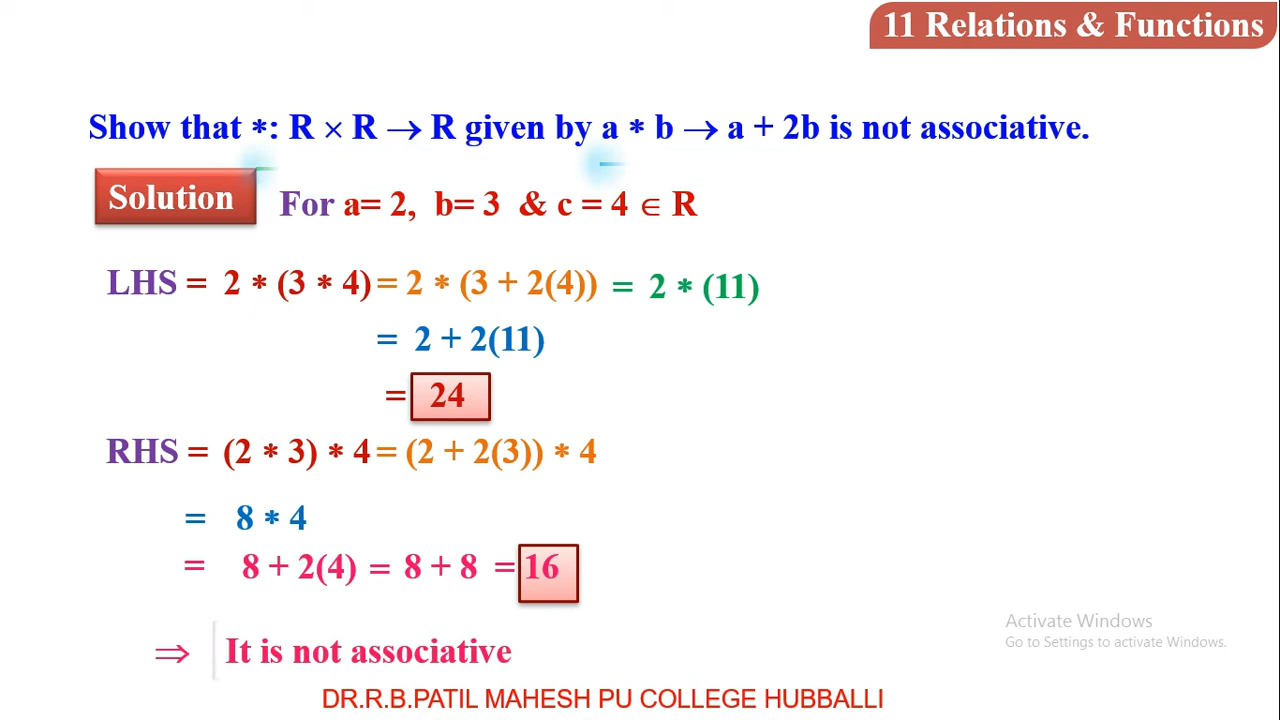 11 Relations & Functions
Show that ∗: R × R → R given by a ∗ b → a + 2b is not associative.
Solution For a= 2, b= 3 & c = 4 ∈ R
LHS = 2 ∗ (3 ∗ 4) = 2 ∗ (3 + 2(4)) = 2 ∗ (11)
= 2 + 2(11)
= 24
RHS = (2 ∗ 3) ∗ 4 = (2 + 2(3)) ∗ 4
= 8 ∗ 4
= 8 + 2(4) = 8 + 8 = 16
Activate Windows
Go to Settings to activate Windows.
⇒ It is not associative
DR.R.B.PATIL MAHESH PU COLLEGE HUBBALLI